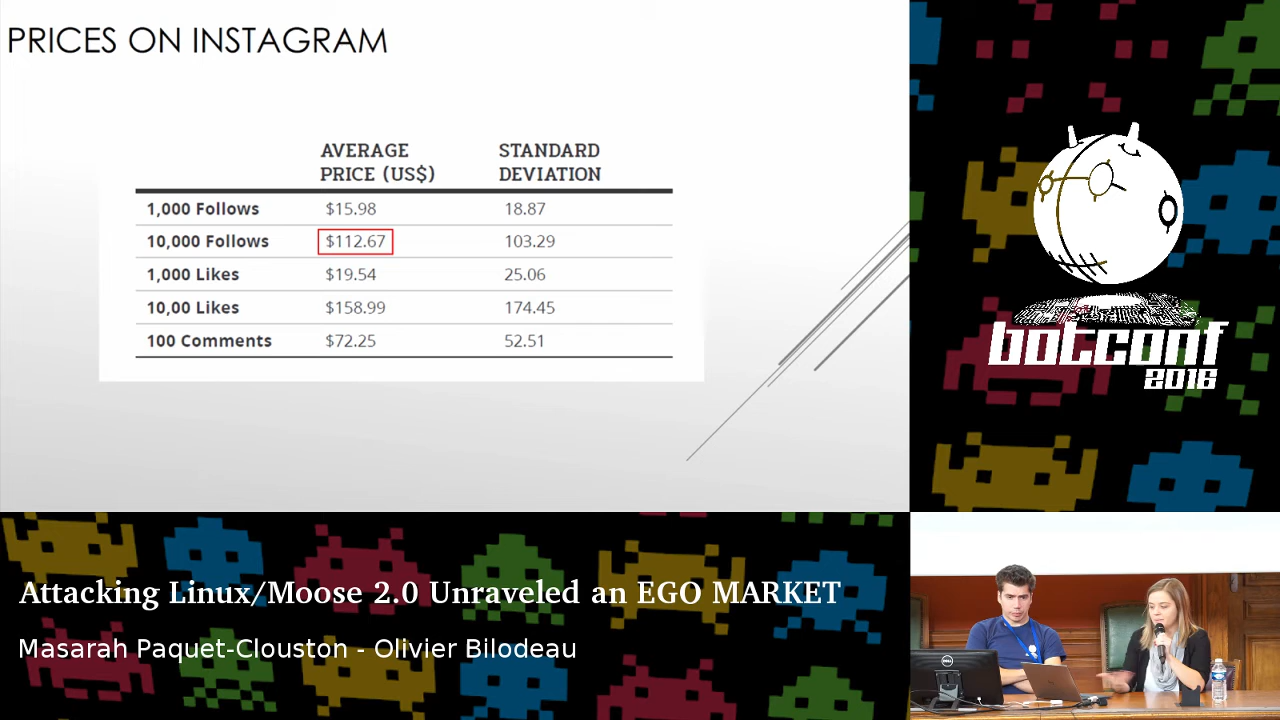 PRICES ON INSTAGRAM
AVERAGE PRICE (US$) STANDARD DEVIATION
1,000 Follows $15.98 18.87
10,000 Follows $112.67 103.29
1,000 Likes $19.54 25.06
10,00 Likes $158.99 174.45
100 Comments $72.25 52.51
botconf
2016
Attacking Linux/Moose 2.0 Unraveled an EGO MARKET
Masarah Paquet-Clouston - Olivier Bilodeau
DELL